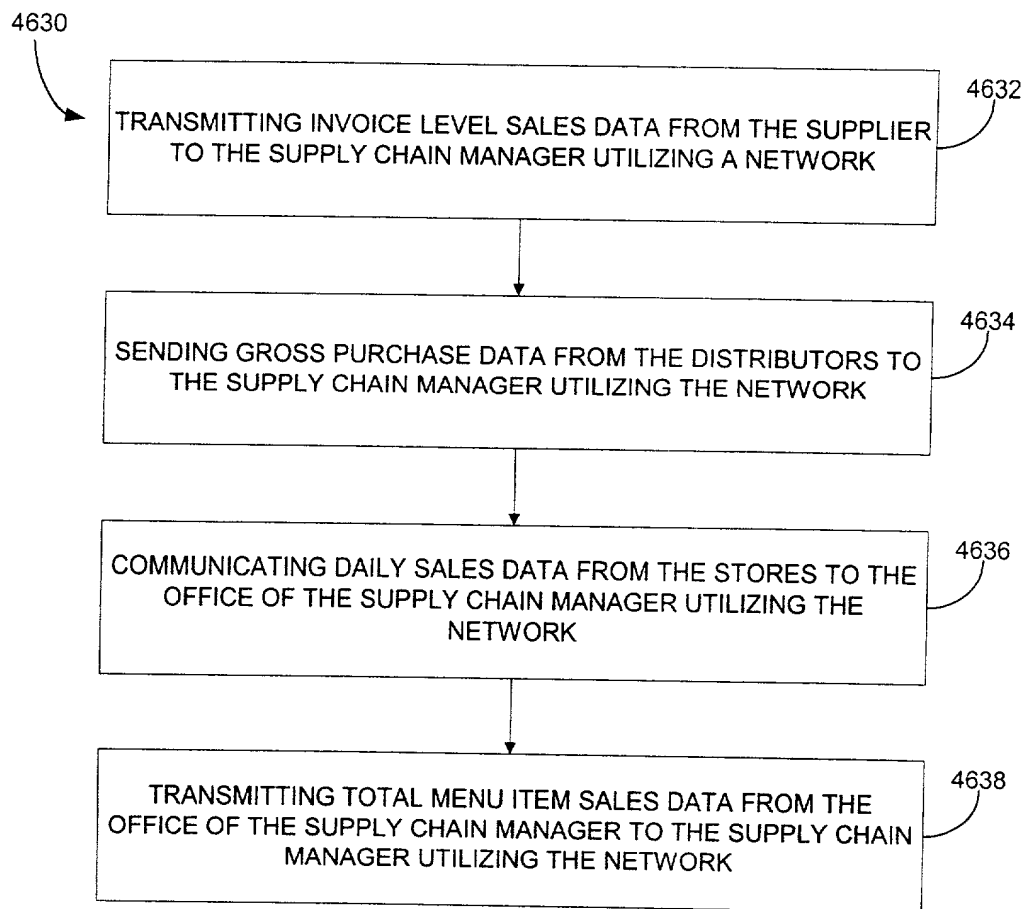 4630
4632
TRANSMITTING INVOICE LEVEL SALES DATA FROM THE SUPPLIER
TO THE SUPPLY CHAIN MANAGER UTILIZING A NETWORK
4634
SENDING GROSS PURCHASE DATA FROM THE DISTRIBUTORS TO
THE SUPPLY CHAIN MANAGER UTILIZING THE NETWORK
4636
COMMUNICATING DAILY SALES DATA FROM THE STORES TO THE
OFFICE OF THE SUPPLY CHAIN MANAGER UTILIZING THE
NETWORK
4638
TRANSMITTING TOTAL MENU ITEM SALES DATA FROM THE
OFFICE OF THE SUPPLY CHAIN MANAGER TO THE SUPPLY CHAIN
MANAGER UTILIZING THE NETWORK